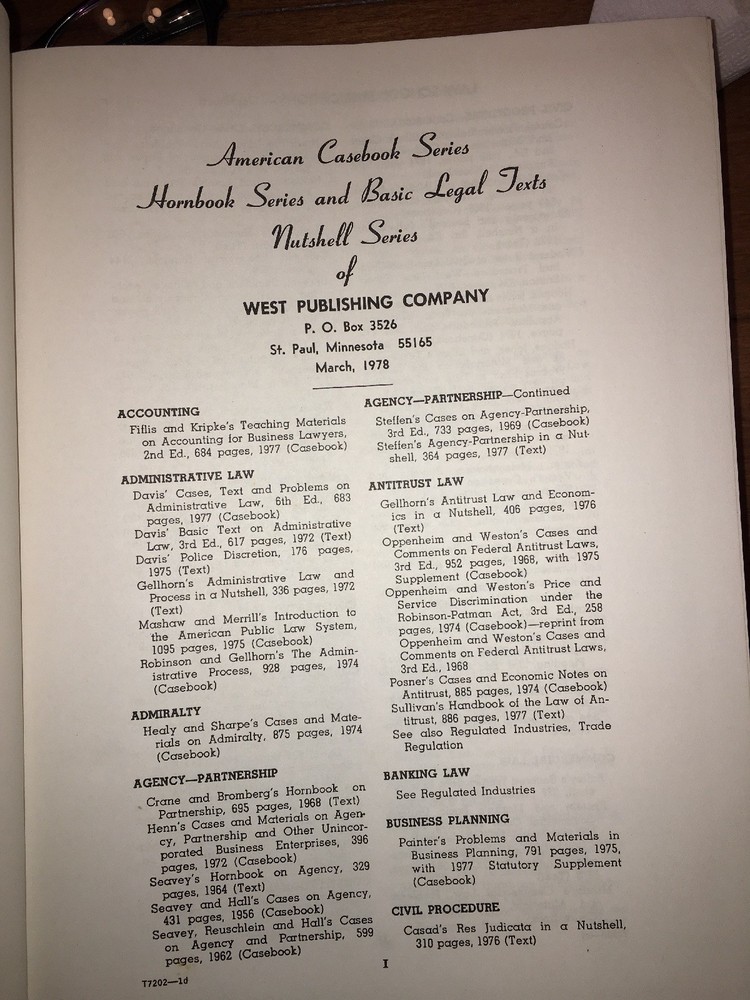 American Casebook Series
Hornbook Series and Basic Legal Texts
Nutshell Series
of
WEST PUBLISHING COMPANY
P. O. Box 3526
St. Paul, Minnesota 55165
March, 1978
ACCOUNTING
Fiflis and Kripke's Teaching Materials
on Accounting for Business Lawyers,
2nd Ed., 684 pages, 1977 (Casebook)
ADMINISTRATIVE LAW
Davis' Cases, Text and Problems on
Administrative Law, 6th Ed., 683
pages, 1977 (Casebook)
Davis' Basic Text on Administrative
Law, 3rd Ed., 617 pages, 1972 (Text)
Davis' Police Discretion, 176 pages,
1975 (Text)
Gellhorn's Administrative Law and
Process in a Nutshell, 336 pages, 1972
(Text)
Mashaw and Merrill's Introduction to
the American Public Law System,
1095 pages, 1975 (Casebook)
Robinson and Gellhorn's The Admin-
istrative Process, 928 pages, 1974
(Casebook)
ADMIRALTY
Healy and Sharpe's Cases and Mate-
rials on Admiralty, 875 pages, 1974
(Casebook)
AGENCY—PARTNERSHIP
Crane and Bromberg's Hornbook on
Partnership, 695 pages, 1968 (Text)
Henn's Cases and Materials on Agen-
cy, Partnership and Other Unincor-
porated Business Enterprises, 396
pages, 1972 (Casebook)
Seavey's Hornbook on Agency, 329
pages, 1964 (Text)
Seavey and Hall's Cases on Agency,
431 pages, 1956 (Casebook)
Seavey, Reuschlein and Hall's Cases
on Agency and Partnership, 599
pages, 1962 (Casebook)
AGENCY—PARTNERSHIP—Continued
Steffen's Cases on Agency-Partnership,
3rd Ed., 733 pages, 1969 (Casebook)
Steffen's Agency-Partnership in a Nut-
shell, 364 pages, 1977 (Text)
ANTITRUST LAW
Gellhorn's Antitrust Law and Econom-
ics in a Nutshell, 406 pages, 1976
(Text)
Oppenheim and Weston's Cases and
Comments on Federal Antitrust Laws,
3rd Ed., 952 pages, 1968, with 1975
Supplement (Casebook)
Oppenheim and Weston's Price and
Service Discrimination under the
Robinson-Patman Act, 3rd Ed., 258
pages, 1974 (Casebook)—reprint from
Oppenheim and Weston's Cases and
Comments on Federal Antitrust Laws,
3rd Ed., 1968
Posner's Cases and Economic Notes on
Antitrust, 885 pages, 1974 (Casebook)
Sullivan's Handbook of the Law of An-
titrust, 886 pages, 1977 (Text)
See also Regulated Industries, Trade
Regulation
BANKING LAW
See Regulated Industries
BUSINESS PLANNING
Painter's Problems and Materials in
Business Planning, 791 pages, 1975,
with 1977 Statutory Supplement
(Casebook)
CIVIL PROCEDURE
Casad's Res Judicata in a Nutshell,
310 pages, 1976 (Text)
I
T7202—1d